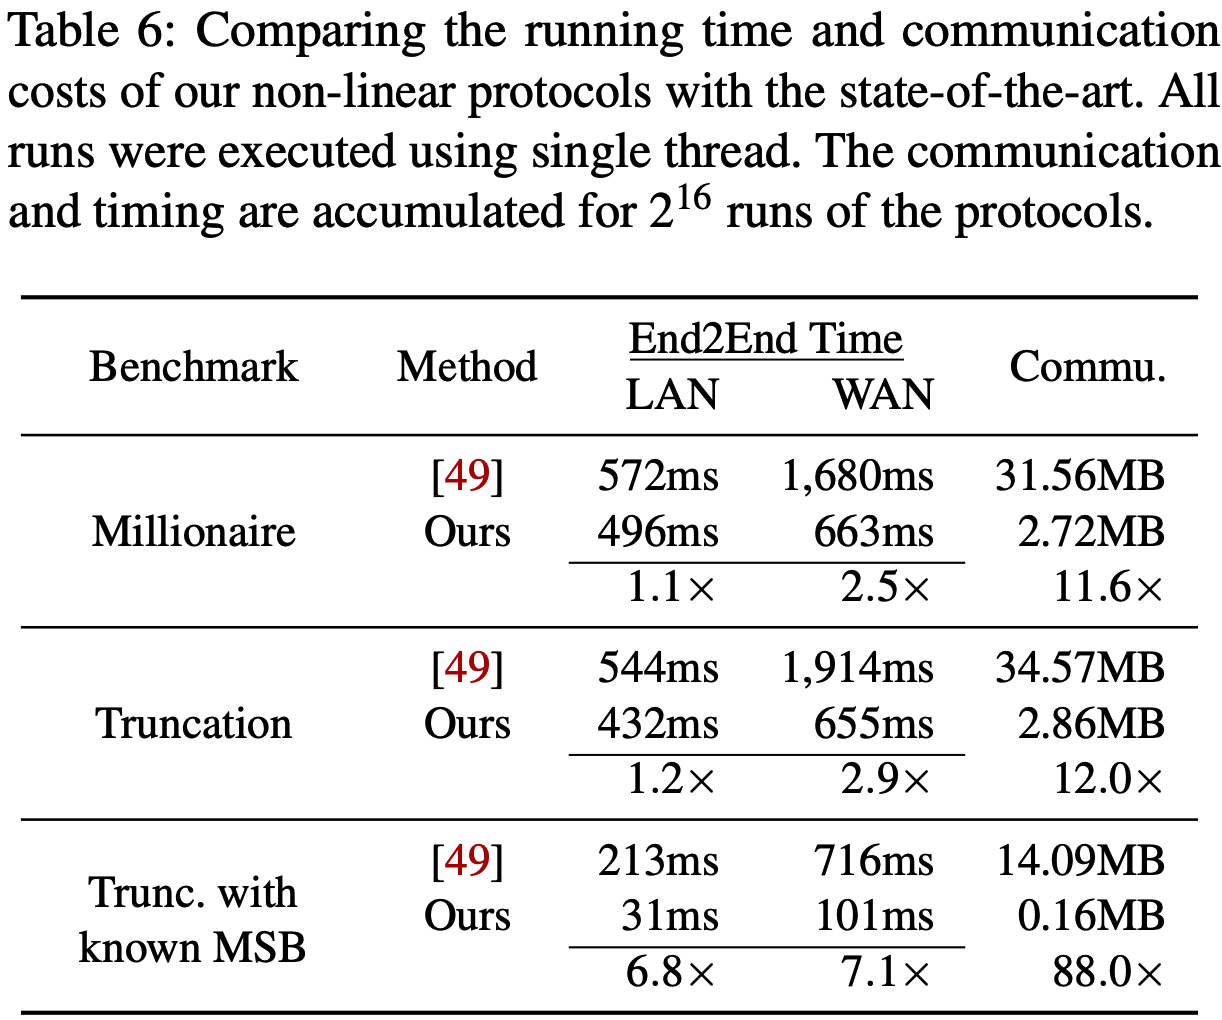 Table 6: Comparing the running time and communication
costs of our non-linear protocols with the state-of-the-art. All
runs were executed using single thread. The communication
and timing are accumulated for 2^16 runs of the protocols.
Benchmark Method End2End Time Commu.
LAN WAN
[49] 572ms 1,680ms 31.56MB
Millionaire Ours 496ms 663ms 2.72MB
1.1× 2.5× 11.6×
[49] 544ms 1,914ms 34.57MB
Truncation Ours 432ms 655ms 2.86MB
1.2× 2.9× 12.0×
[49] 213ms 716ms 14.09MB
Trunc. with Ours 31ms 101ms 0.16MB
known MSB 6.8× 7.1× 88.0×